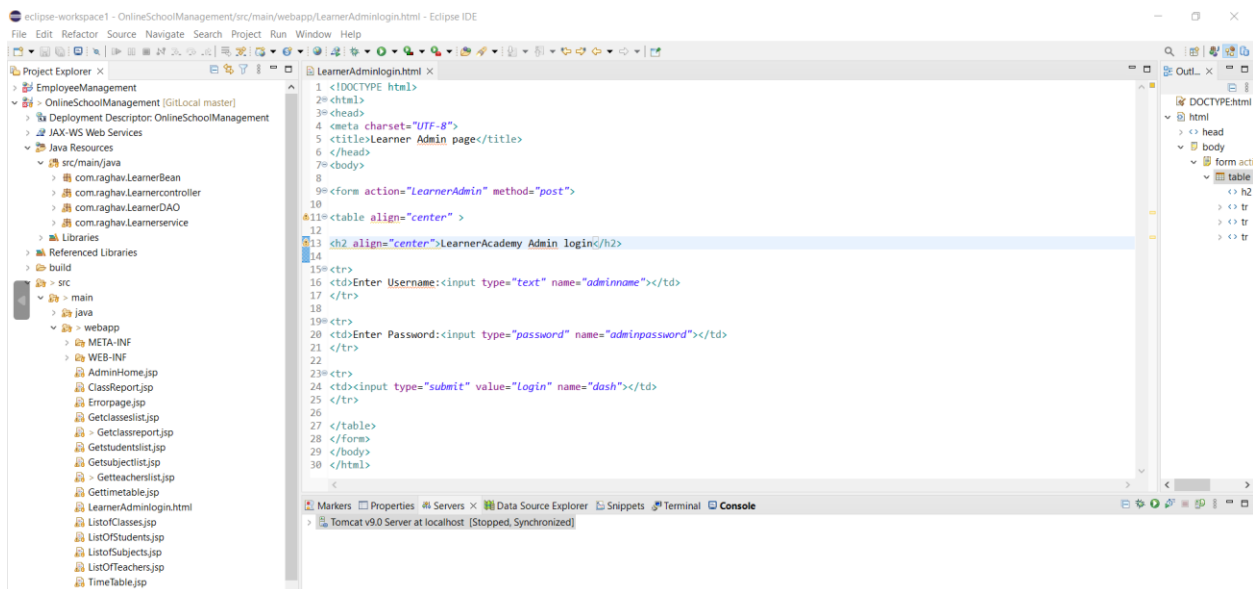 eclipse-workspace1 - OnlineSchoolManagement/src/main/webapp/LearnerAdminlogin.html - Eclipse IDE
File Edit Refactor Source Navigate Search Project Run Window Help
Project Explorer
EmployeeManagement
> OnlineSchoolManagement [GitLocal master]
Deployment Descriptor: OnlineSchoolManagement
JAX-WS Web Services
Java Resources
src/main/java
com.raghav.LearnerBean
com.raghav.Learnercontroller
com.raghav.LearnerDAO
com.raghav.Learnerservice
Libraries
Referenced Libraries
build
> src
> main
> java
> webapp
META-INF
WEB-INF
AdminHome.jsp
ClassReport.jsp
Errorpage.jsp
Getclasseslist.jsp
> Getclassreport.jsp
Getstudentslist.jsp
Getsubjectlist.jsp
> Getteacherslist.jsp
Gettimetable.jsp
LearnerAdminlogin.html
ListofClasses.jsp
ListOfStudents.jsp
ListofSubjects.jsp
ListOfTeachers.jsp
TimeTable.jsp
LearnerAdminlogin.html
1 <!DOCTYPE html>
2 <html>
3 <head>
4 <meta charset="UTF-8">
5 <title>Learner Admin page</title>
6 </head>
7 <body>
8
9 <form action="LearnerAdmin" method="post">
10
11 <table align="center" >
12
13 <h2 align="center">LearnerAcademy Admin login</h2>
14
15 <tr>
16 <td>Enter Username:<input type="text" name="adminname"></td>
17 </tr>
18
19 <tr>
20 <td>Enter Password:<input type="password" name="adminpassword"></td>
21 </tr>
22
23 <tr>
24 <td><input type="submit" value="Login" name="dash"></td>
25 </tr>
26
27 </table>
28 </form>
29 </body>
30 </html>
Outl...
DOCTYPE:html
html
head
body
form acti
table
h2
tr
tr
tr
Markers Properties Servers Data Source Explorer Snippets Terminal Console
Tomcat v9.0 Server at localhost [Stopped, Synchronized]